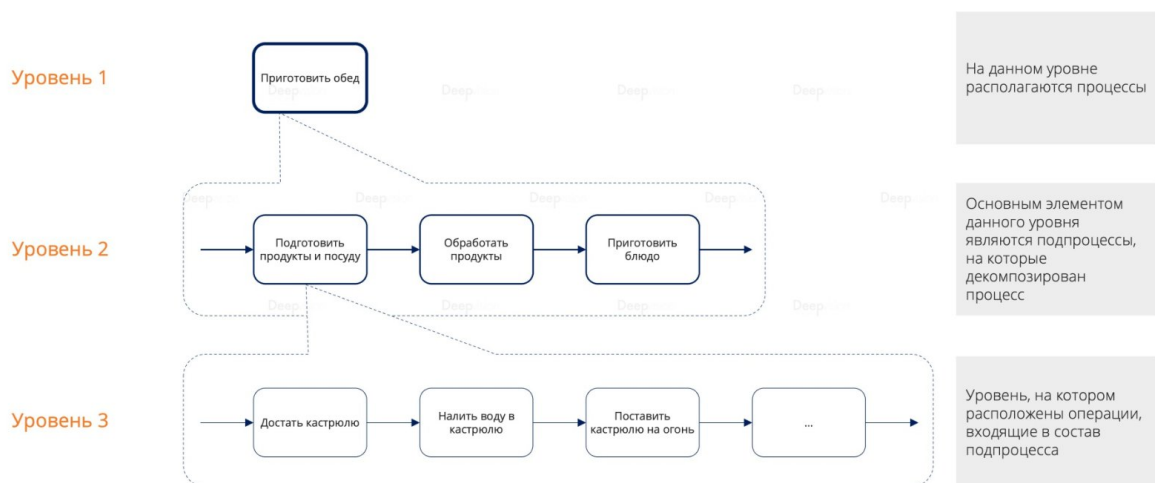 Уровень 1
Приготовить обед
На данном уровне
располагаются процессы
Уровень 2
Подготовить
продукты и посуду
Обработать
продукты
Приготовить
блюдо
Основным элементом
данного уровня
являются подпроцессы,
на которые
декомпозирован
процесс
Уровень 3
Достать кастрюлю
Налить воду в
кастрюлю
Поставить
кастрюлю на огонь
...
Уровень, на котором
расположены операции,
входящие в состав
подпроцесса